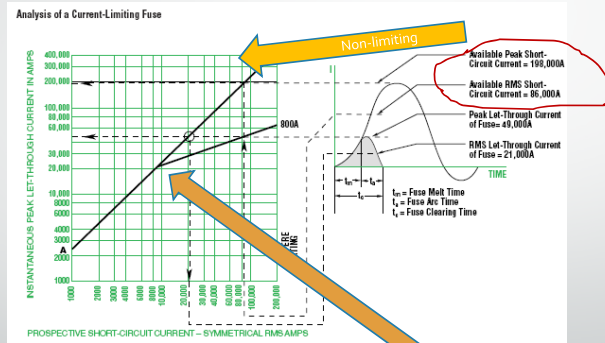 Analysis of a Current-Limiting Fuse
Non-limiting
INSTANTANEOUS PEAK LET-THROUGH CURRENT IN AMPS
400,000
300,000
200,000
100,000
80,000
60,000
30,000
20,000
10,000
8000
6000
4000
3000
2000
1000
A
800A
1000
2000
3000
4000
6000
8000
10,000
20,000
30,000
40,000
60,000
80,000
100,000
200,000
PROSPECTIVE SHORT-CIRCUIT CURRENT – SYMMETRICAL RMS AMPS
I
Available Peak Short-
Circuit Current = 198,000A
Available RMS Short-
Circuit Current = 86,000A
Peak Let-Through Current
of Fuse= 49,000A
RMS Let-Through Current
of Fuse = 21,000A
TIME
tm
ta
tc
tm = Fuse Melt Time
ta = Fuse Arc Time
tc = Fuse Clearing Time